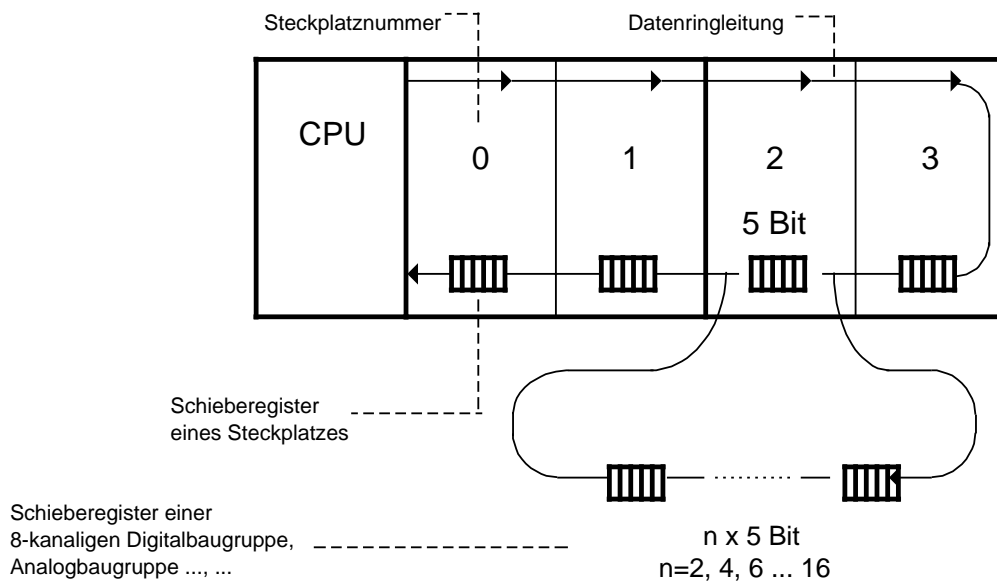 Steckplatznummer
Datenringleitung
CPU
0
1
2
3
5 Bit
Schieberegister
eines Steckplatzes
Schieberegister einer
8-kanaligen Digitalbaugruppe,
Analogbaugruppe ..., ...
n x 5 Bit
n=2, 4, 6 ... 16